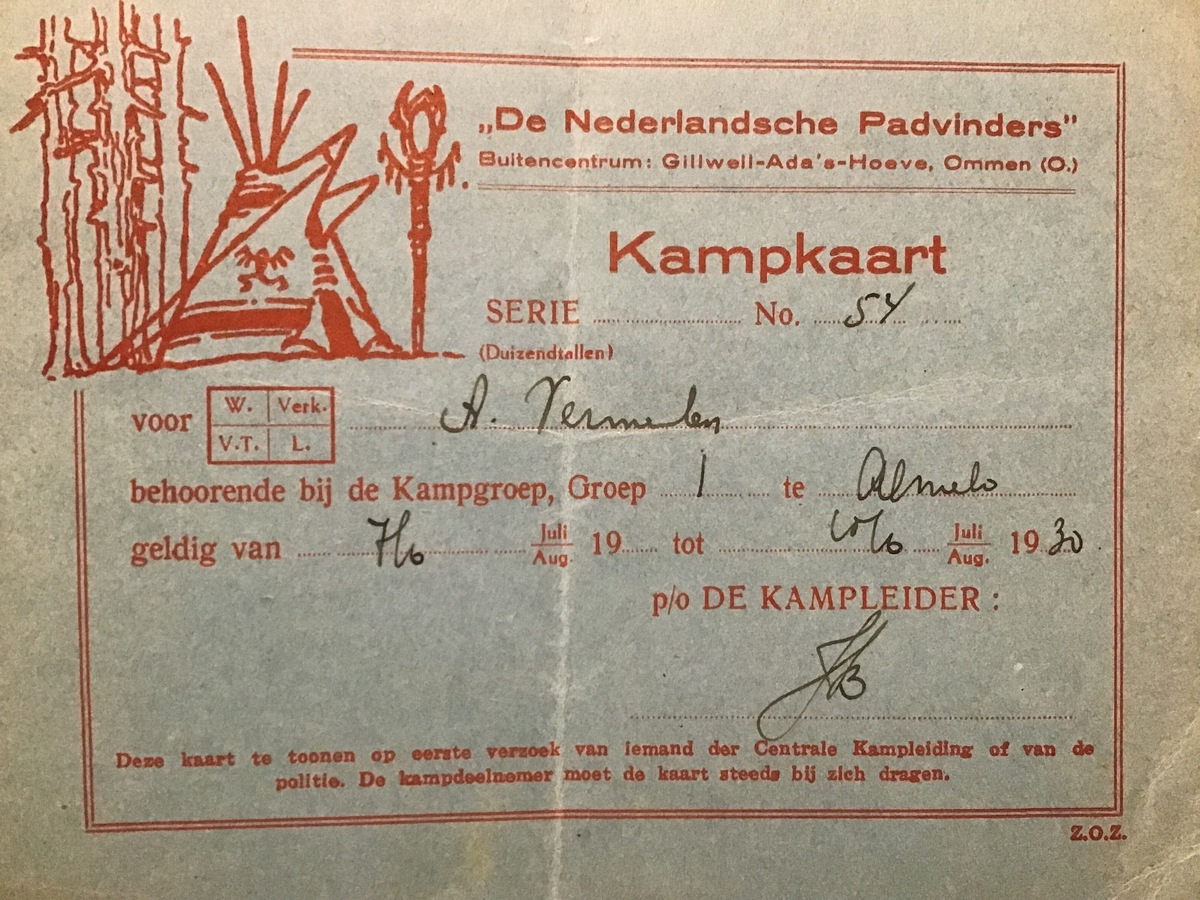 „De Nederlandsche Padvinders"
Buitencentrum: Gillwell-Ada's-Hoeve, Ommen (O.)
Kampkaart
SERIE No. 54
(Duizendtallen)
voor W. Verk. V.T. L. A. Vermeulen
behoorende bij de Kampgroep, Groep 1 te Almelo
geldig van 7/6 Juli Aug. 19 tot 10/6 Juli Aug. 19 30
p/o DE KAMPLEIDER :
Deze kaart te toonen op eerste verzoek van iemand der Centrale Kampleiding of van de
politie. De kampdeelnemer moet de kaart steeds bij zich dragen.
Z.O.Z.